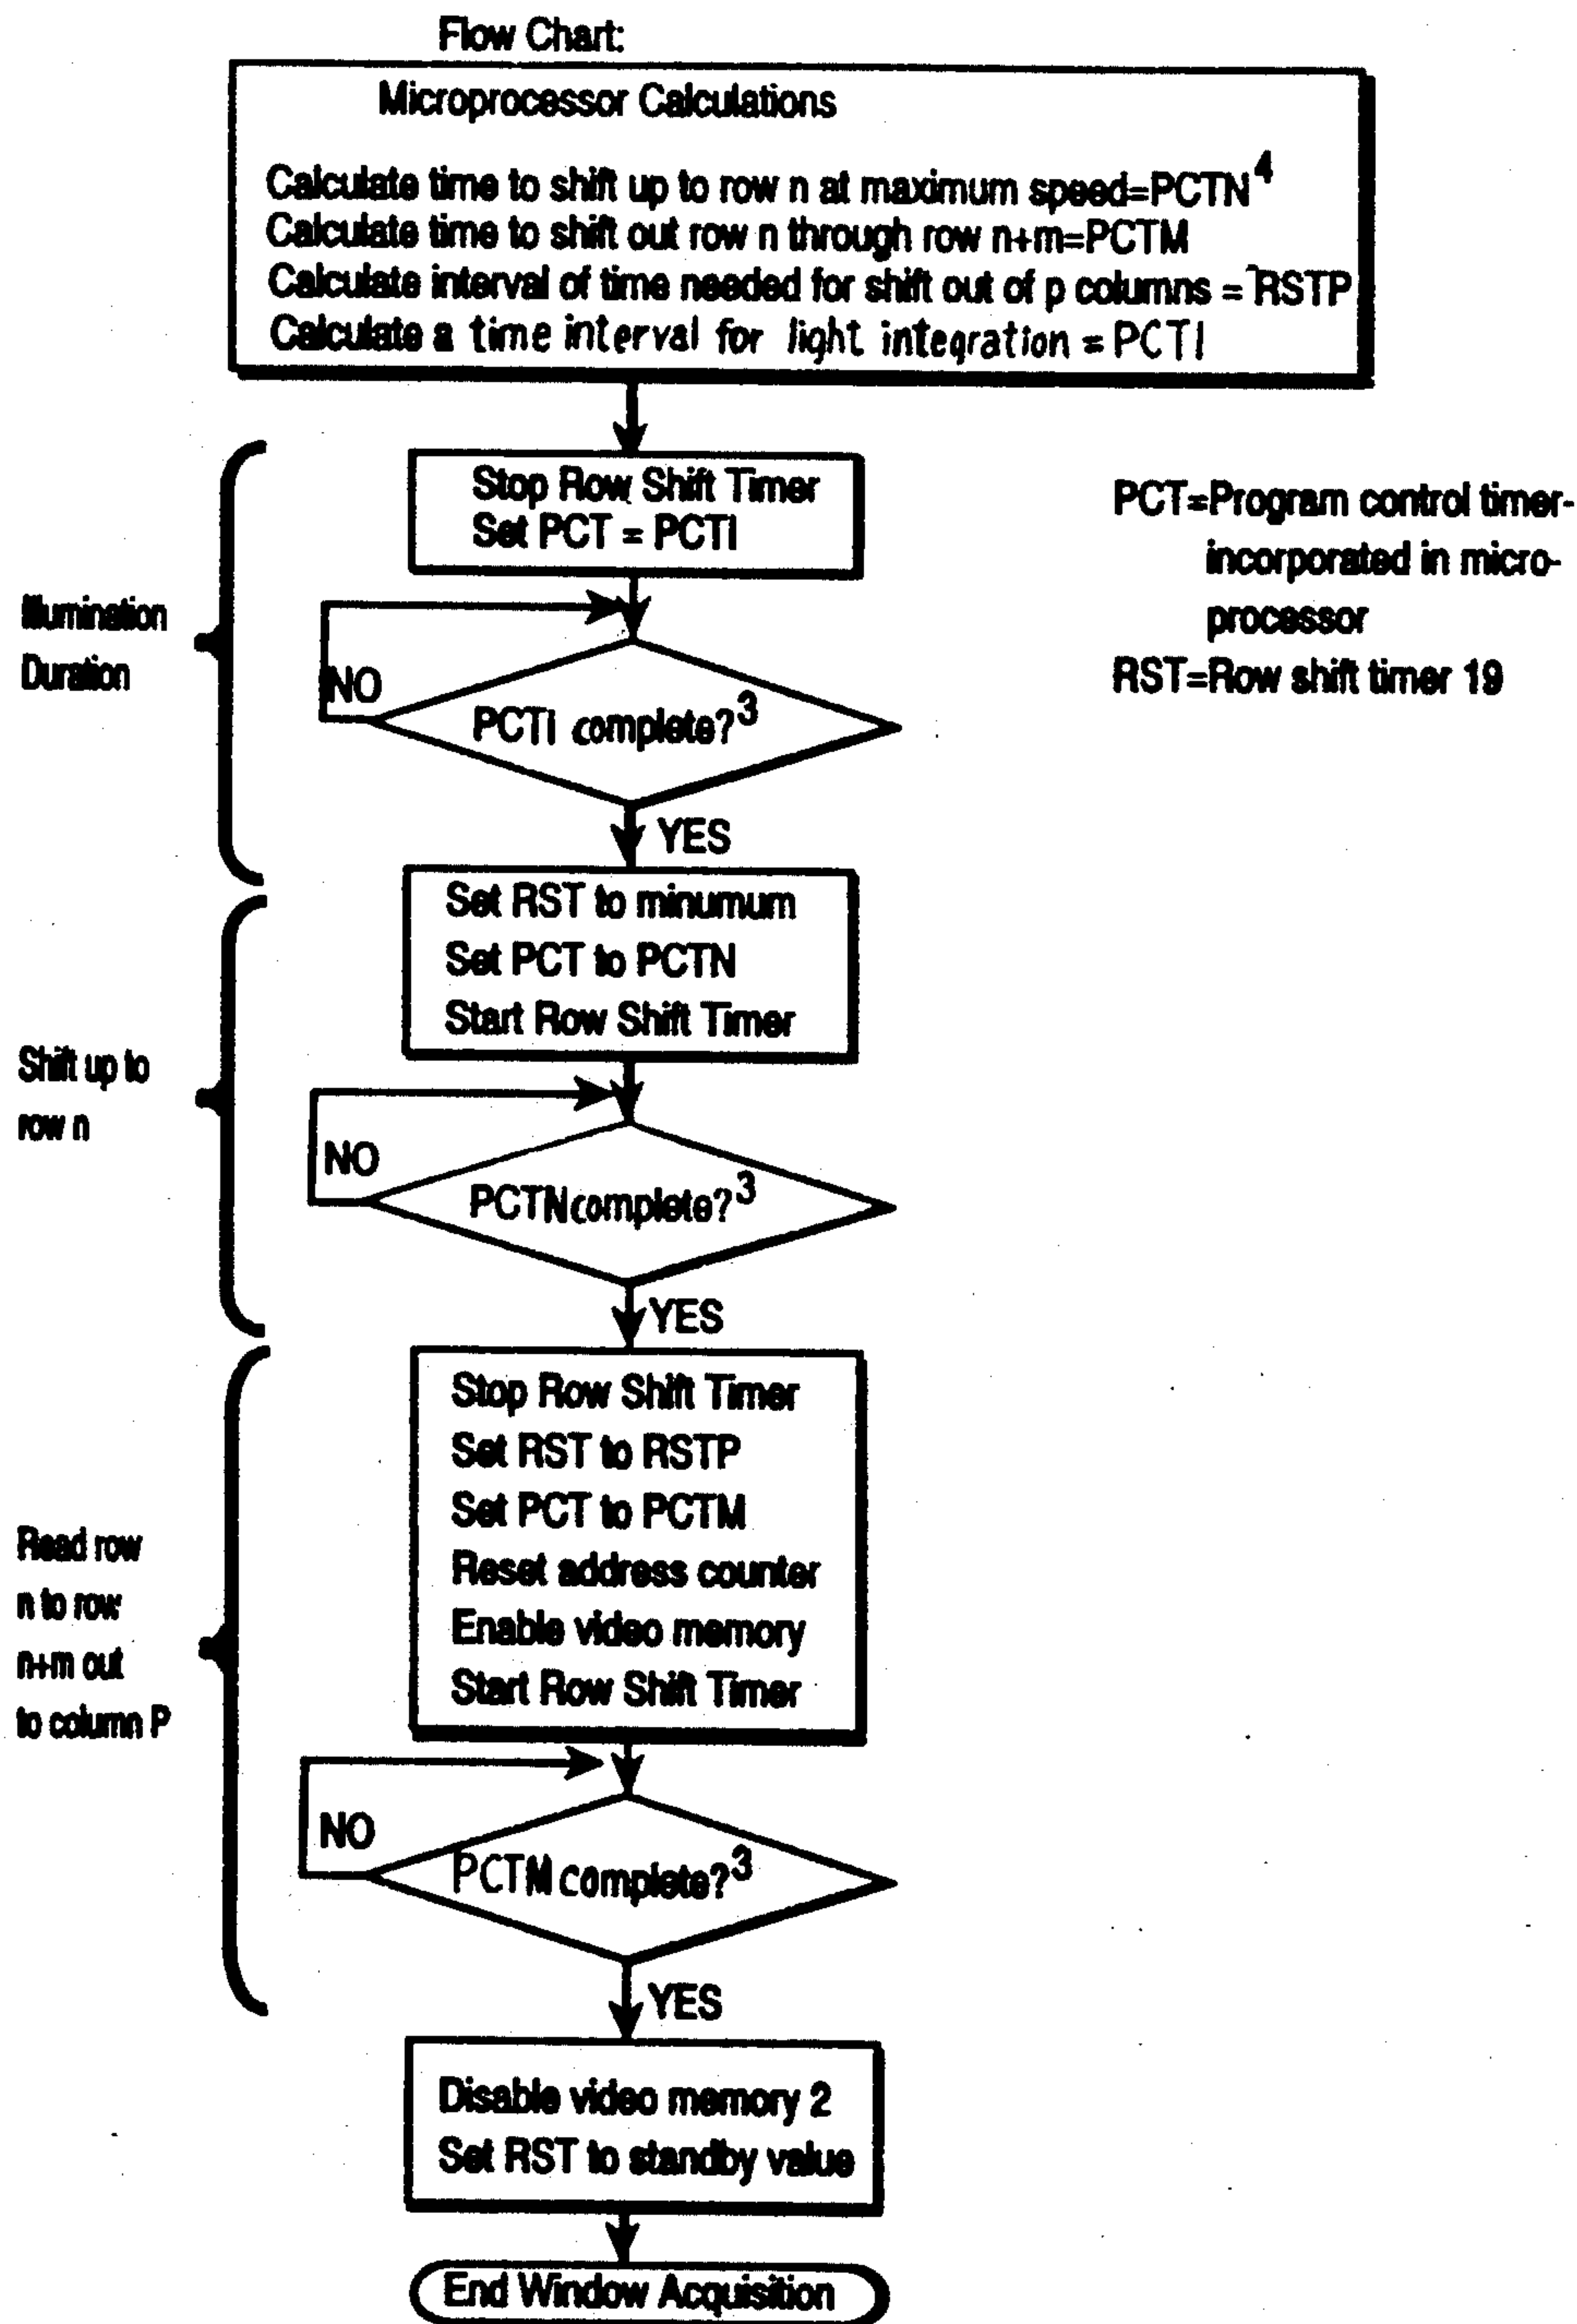 Flow Chart:
Microprocessor Calculations
Calculate time to shift up to row n at maximum speed=PCTN4
Calculate time to shift out row n through row n+m=PCTM
Calculate interval of time needed for shift out of p columns = RSTP
Calculate a time interval for light integration = PCTI
Stop Row Shift Timer
Set PCT = PCTI
PCT=Program control timer-
incorporated in micro-
processor
RST=Row shift timer 19
Illumination
Duration
NO
PCTI complete?3
YES
Set RST to minumum
Set PCT to PCTN
Start Row Shift Timer
Shift up to
row n
NO
PCTN complete?3
YES
Stop Row Shift Timer
Set RST to RSTP
Set PCT to PCTM
Reset address counter
Enable video memory
Start Row Shift Timer
Read row
n to row
n+m out
to column P
NO
PCTM complete?3
YES
Disable video memory 2
Set RST to standby value
End Window Acquisition